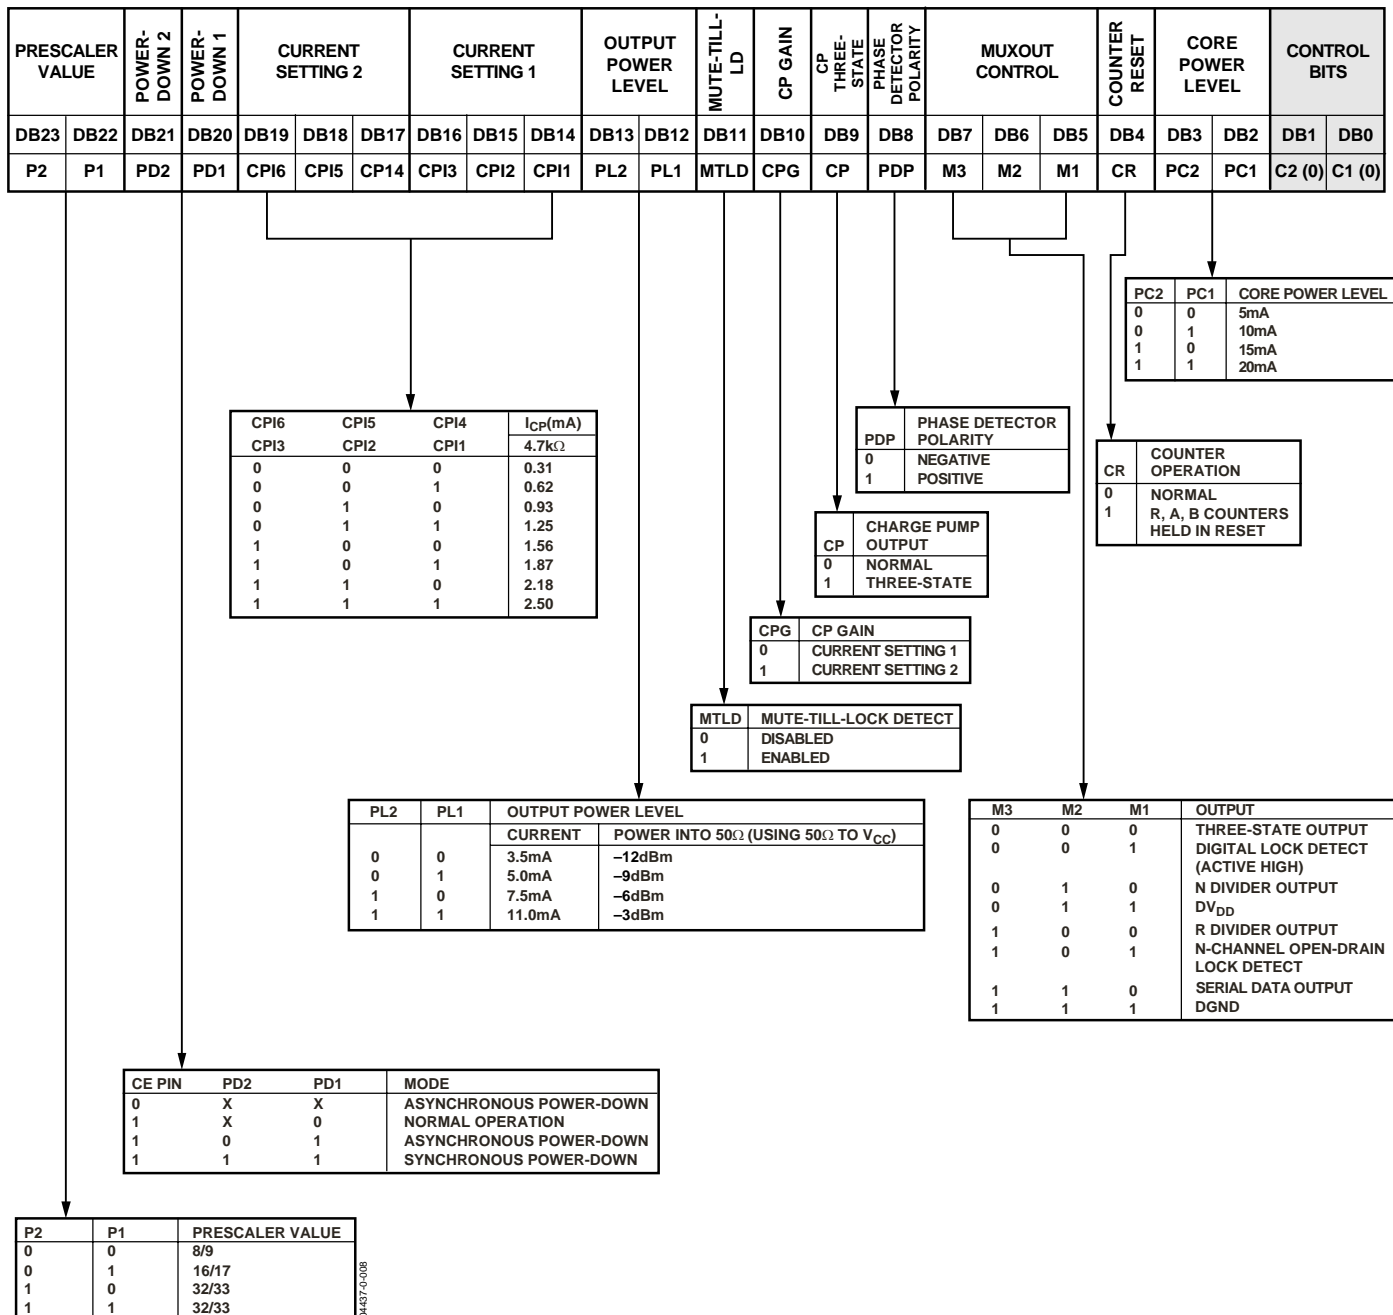 PRESCALER VALUE
POWER-DOWN 2
POWER-DOWN 1
CURRENT SETTING 2
CURRENT SETTING 1
OUTPUT POWER LEVEL
MUTE-TILL-LD
CP GAIN
CP THREE-STATE
PHASE DETECTOR POLARITY
MUXOUT CONTROL
COUNTER RESET
CORE POWER LEVEL
CONTROL BITS
DB23 DB22 DB21 DB20 DB19 DB18 DB17 DB16 DB15 DB14 DB13 DB12 DB11 DB10 DB9 DB8 DB7 DB6 DB5 DB4 DB3 DB2 DB1 DB0
P2 P1 PD2 PD1 CPI6 CPI5 CP14 CPI3 CPI2 CPI1 PL2 PL1 MTLD CPG CP PDP M3 M2 M1 CR PC2 PC1 C2 (0) C1 (0)
PC2 PC1 CORE POWER LEVEL
0 0 5mA
0 1 10mA
1 0 15mA
1 1 20mA
CPI6 CPI5 CPI4 ICP(mA)
CPI3 CPI2 CPI1 4.7kΩ
0 0 0 0.31
0 0 1 0.62
0 1 0 0.93
0 1 1 1.25
1 0 0 1.56
1 0 1 1.87
1 1 0 2.18
1 1 1 2.50
PHASE DETECTOR
PDP POLARITY
0 NEGATIVE
1 POSITIVE
COUNTER
CR OPERATION
0 NORMAL
1 R, A, B COUNTERS
HELD IN RESET
CHARGE PUMP
CP OUTPUT
0 NORMAL
1 THREE-STATE
CPG CP GAIN
0 CURRENT SETTING 1
1 CURRENT SETTING 2
MTLD MUTE-TILL-LOCK DETECT
0 DISABLED
1 ENABLED
PL2 PL1 OUTPUT POWER LEVEL
CURRENT POWER INTO 50Ω (USING 50Ω TO VCC)
0 0 3.5mA –12dBm
0 1 5.0mA –9dBm
1 0 7.5mA –6dBm
1 1 11.0mA –3dBm
M3 M2 M1 OUTPUT
0 0 0 THREE-STATE OUTPUT
0 0 1 DIGITAL LOCK DETECT
(ACTIVE HIGH)
0 1 0 N DIVIDER OUTPUT
0 1 1 DVDD
1 0 0 R DIVIDER OUTPUT
1 0 1 N-CHANNEL OPEN-DRAIN
LOCK DETECT
1 1 0 SERIAL DATA OUTPUT
1 1 1 DGND
CE PIN PD2 PD1 MODE
0 X X ASYNCHRONOUS POWER-DOWN
1 X 0 NORMAL OPERATION
1 0 1 ASYNCHRONOUS POWER-DOWN
1 1 1 SYNCHRONOUS POWER-DOWN
P2 P1 PRESCALER VALUE
0 0 8/9
0 1 16/17
1 0 32/33
1 1 32/33
04437-0-008